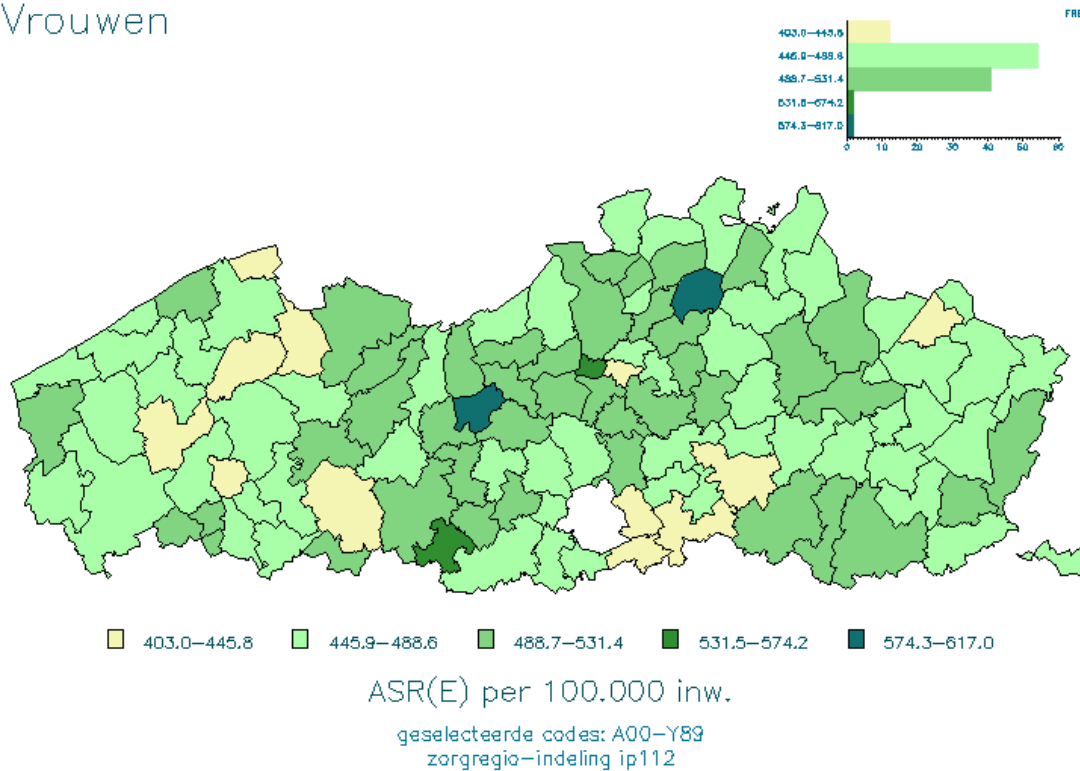 Vrouwen
FRE
403.0–445.8
445.9–488.6
488.7–531.4
531.5–574.2
574.3–617.0
0 10 20 30 40 50 60
403.0–445.8 445.9–488.6 488.7–531.4 531.5–574.2 574.3–617.0
ASR(E) per 100.000 inw.
geselecteerde codes: A00–Y89
zorgregio–indeling ip112